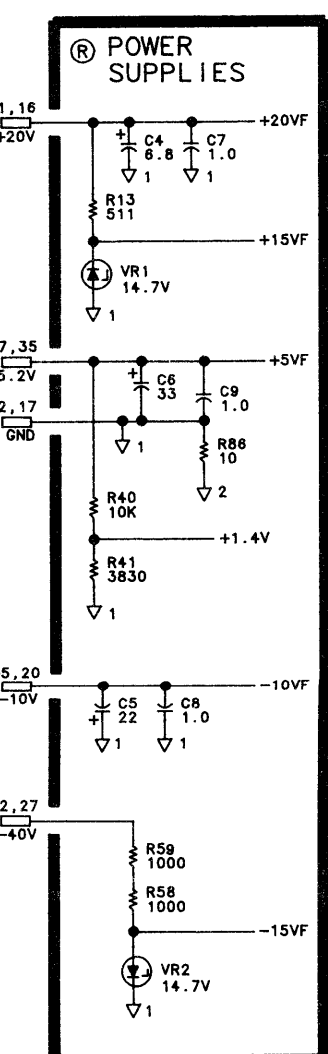 R POWER
SUPPLIES
1,16
+20V
+20VF
+ C4
6.8
C7
1.0
1
1
R13
511
+15VF
VR1
14.7V
1
7,35
5.2V
+5VF
+ C6
33
C9
1.0
2,17
GND
1
R86
10
2
R40
10K
+1.4V
R41
3830
1
5,20
-10V
-10VF
+ C5
22
C8
1.0
1
1
2,27
-40V
R59
1000
R58
1000
-15VF
VR2
14.7V
1